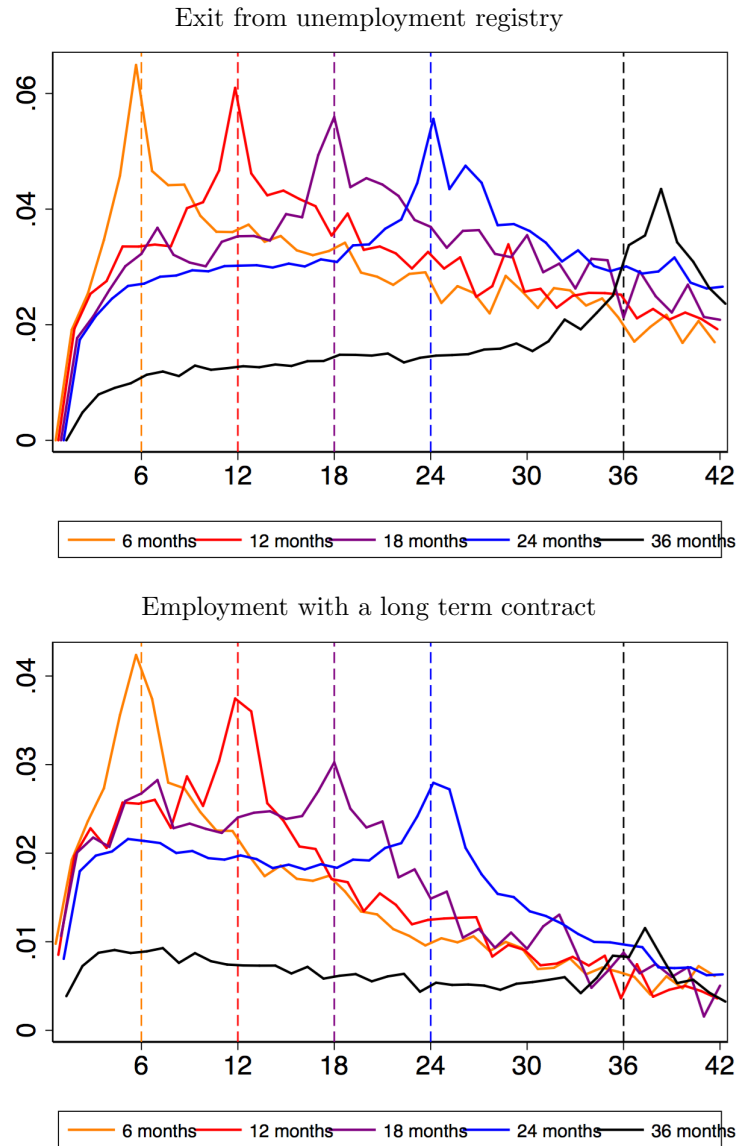 Exit from unemployment registry
.06
.04
.02
0
6 12 18 24 30 36 42
6 months 12 months 18 months 24 months 36 months
Employment with a long term contract
.04
.03
.02
.01
0
6 12 18 24 30 36 42
6 months 12 months 18 months 24 months 36 months